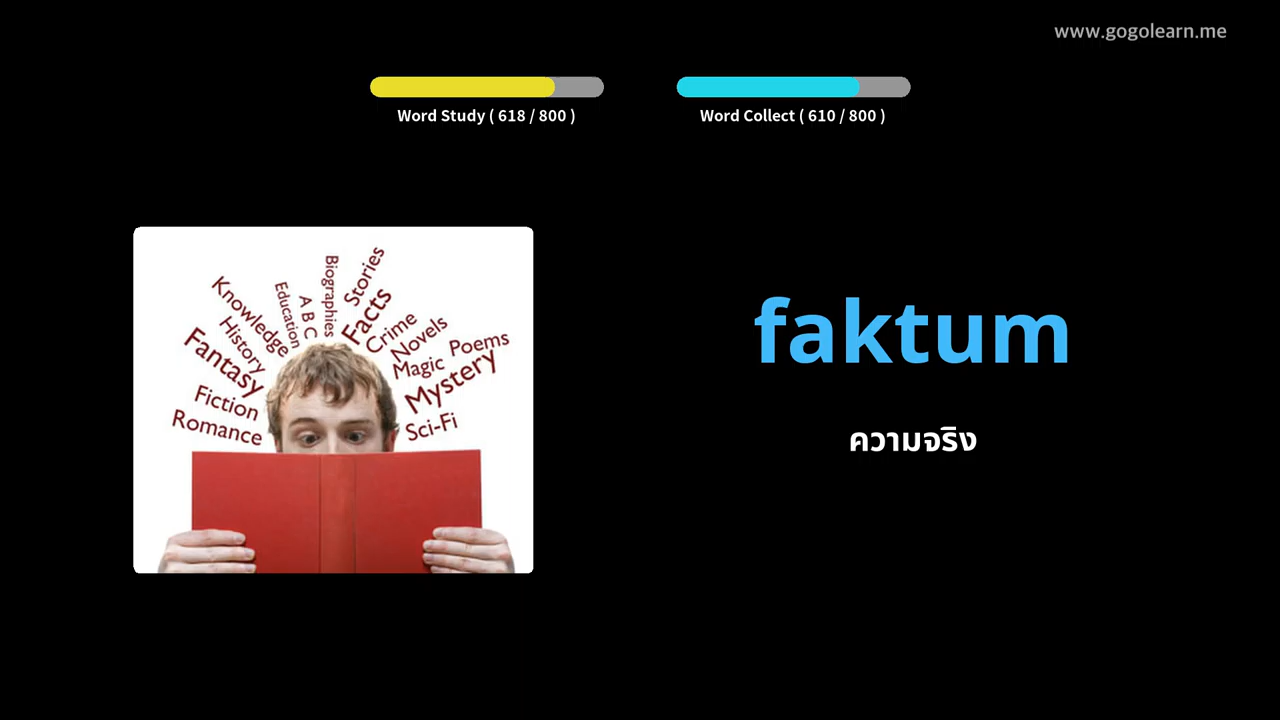 www.gogolearn.me
Word Study ( 618 / 800 )
Word Collect ( 610 / 800 )
Stories
Biographies
Facts
Education
A B C
Knowledge
Crime
History
Novels
Poems
Fantasy
Magic
Mystery
Fiction
Romance
Sci-Fi
faktum
ความจริง